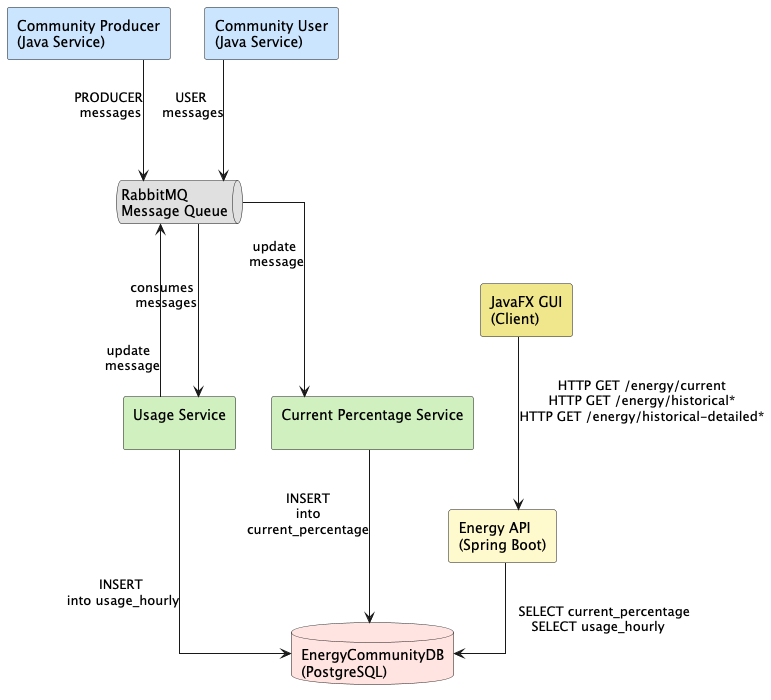 Community Producer
(Java Service)
Community User
(Java Service)
PRODUCER
messages
USER
messages
RabbitMQ
Message Queue
update
message
consumes
messages
update
message
JavaFX GUI
(Client)
HTTP GET /energy/current
HTTP GET /energy/historical*
HTTP GET /energy/historical-detailed*
Usage Service
Current Percentage Service
INSERT
into
current_percentage
Energy API
(Spring Boot)
INSERT
into usage_hourly
SELECT current_percentage
SELECT usage_hourly
EnergyCommunityDB
(PostgreSQL)